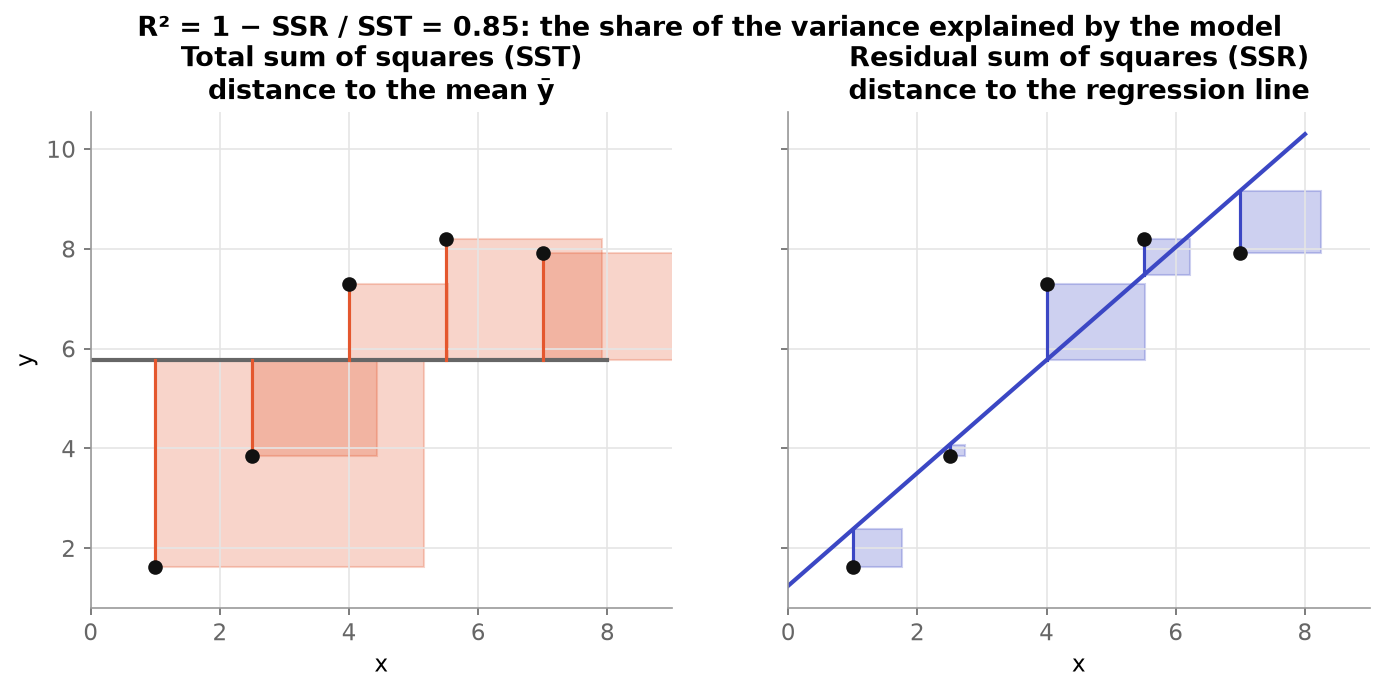 R² = 1 − SSR / SST = 0.85: the share of the variance explained by the model
Total sum of squares (SST)
distance to the mean ȳ
Residual sum of squares (SSR)
distance to the regression line
10
8
6
4
2
y
0 2 4 6 8
x
0 2 4 6 8
x